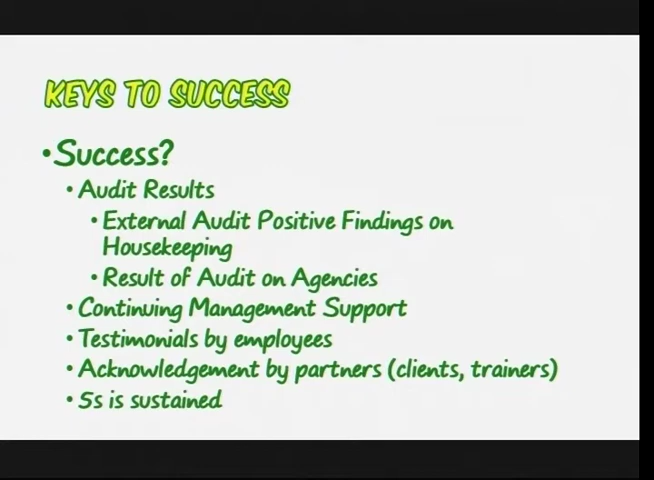 KEYS TO SUCCESS
•Success?
•Audit Results
•External Audit Positive Findings on
Housekeeping
•Result of Audit on Agencies
•Continuing Management Support
•Testimonials by employees
•Acknowledgement by partners (clients, trainers)
•5s is sustained